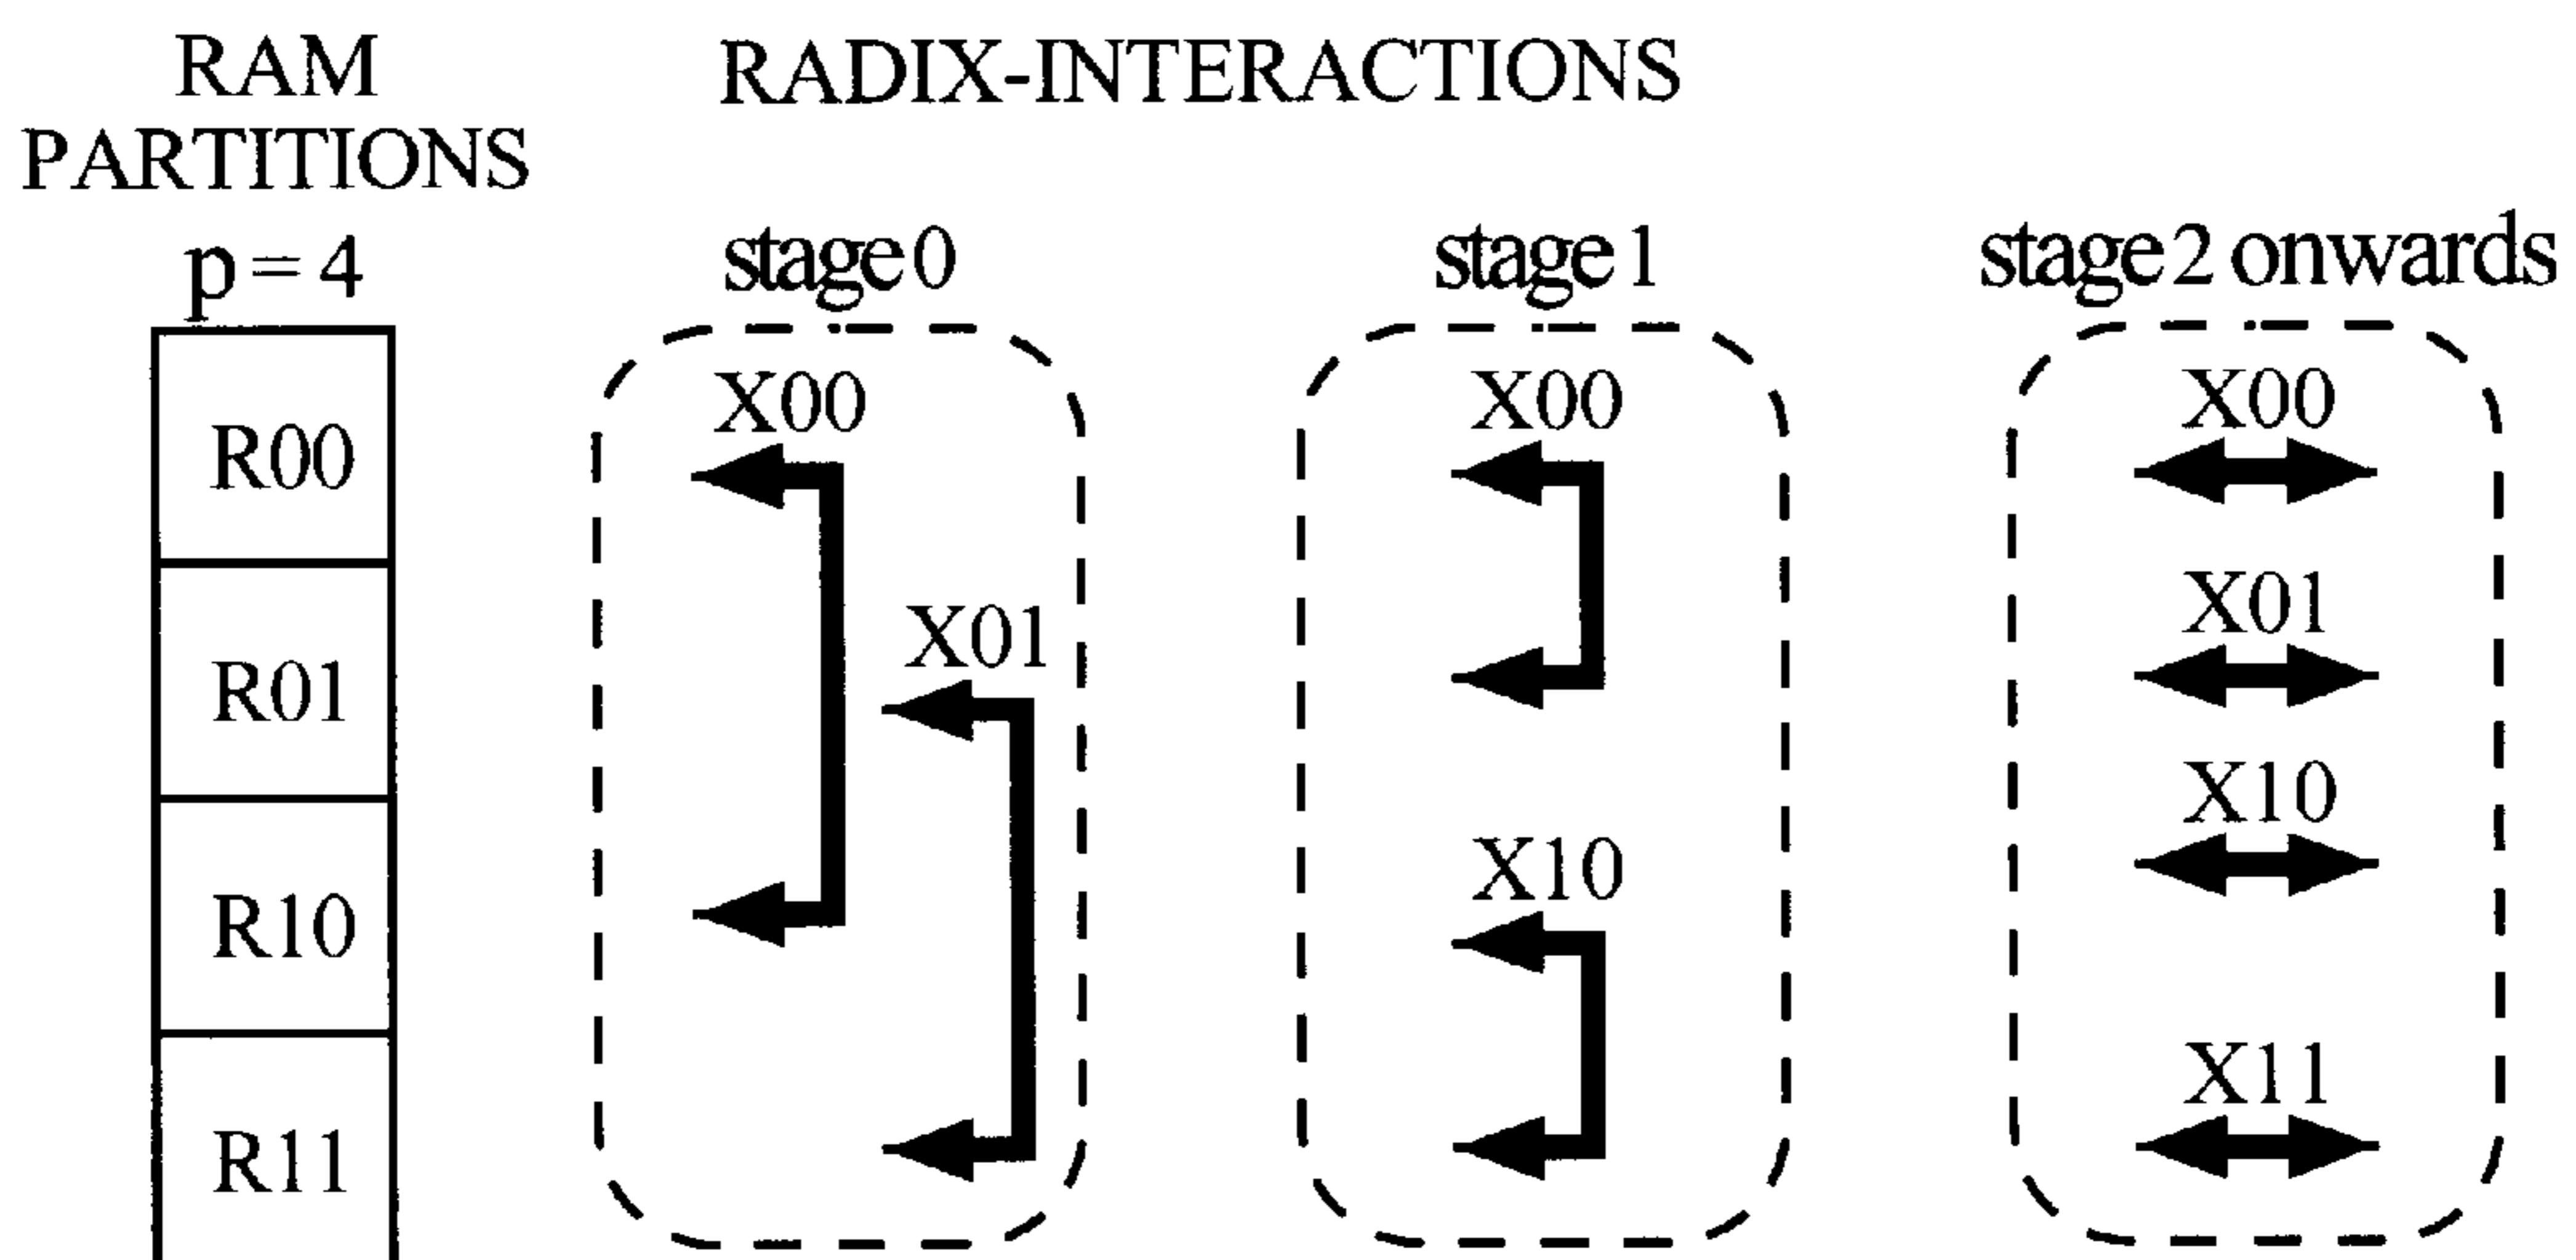 RAM
PARTITIONS
p = 4
R00
R01
R10
R11
RADIX-INTERACTIONS
stage 0
X00
X01
stage 1
X00
X10
stage 2 onwards
X00
X01
X10
X11